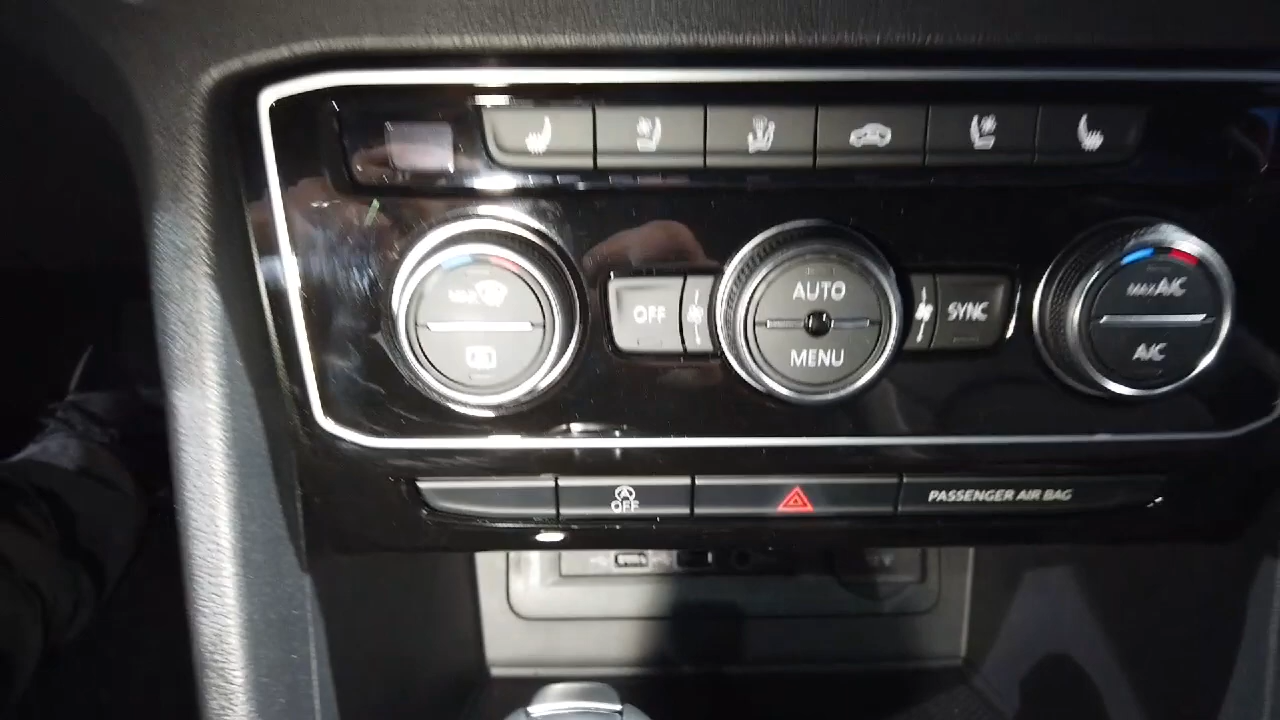 MAX
OFF
AUTO
MENU
SYNC
MAX A/C
A/C
A
OFF
PASSENGER AIR BAG